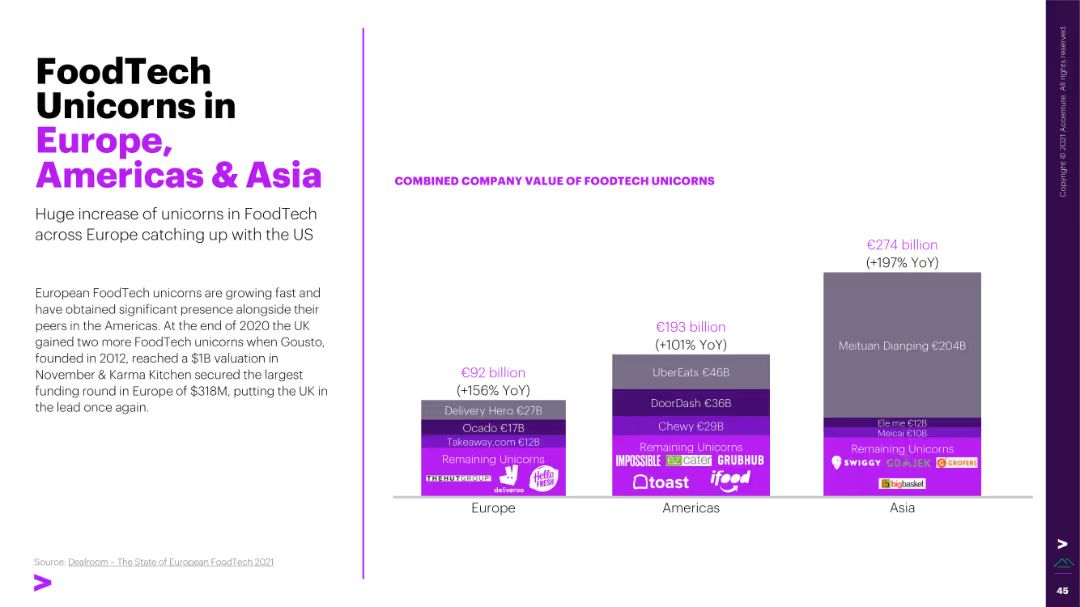 FoodTech
Unicorns in
Europe,
Americas & Asia
Huge increase of unicorns in FoodTech
across Europe catching up with the US
European FoodTech unicorns are growing fast and
have obtained significant presence alongside their
peers in the Americas. At the end of 2020 the UK
gained two more FoodTech unicorns when Gousto,
founded in 2012, reached a $1B valuation in
November & Karma Kitchen secured the largest
funding round in Europe of $318M, putting the UK in
the lead once again.
Source: Dealroom – The State of European FoodTech 2021
COMBINED COMPANY VALUE OF FOODTECH UNICORNS
€92 billion
(+156% YoY)
Delivery Hero €27B
Ocado €17B
Takeaway.com €12B
Remaining Unicorns
THEHUTGROUP
deliveroo
Hello
FRESH
Europe
€193 billion
(+101% YoY)
UberEats €46B
DoorDash €36B
Chewy €29B
Remaining Unicorns
IMPOSSIBLE ezcater GRUBHUB
toast ifood
Americas
€274 billion
(+197% YoY)
Meituan Dianping €204B
Ele.me €12B
Meicai €10B
Remaining Unicorns
SWIGGY GOJEK GROFERS
bigbasket
Asia
Copyright © 2021 Accenture. All rights reserved.
45